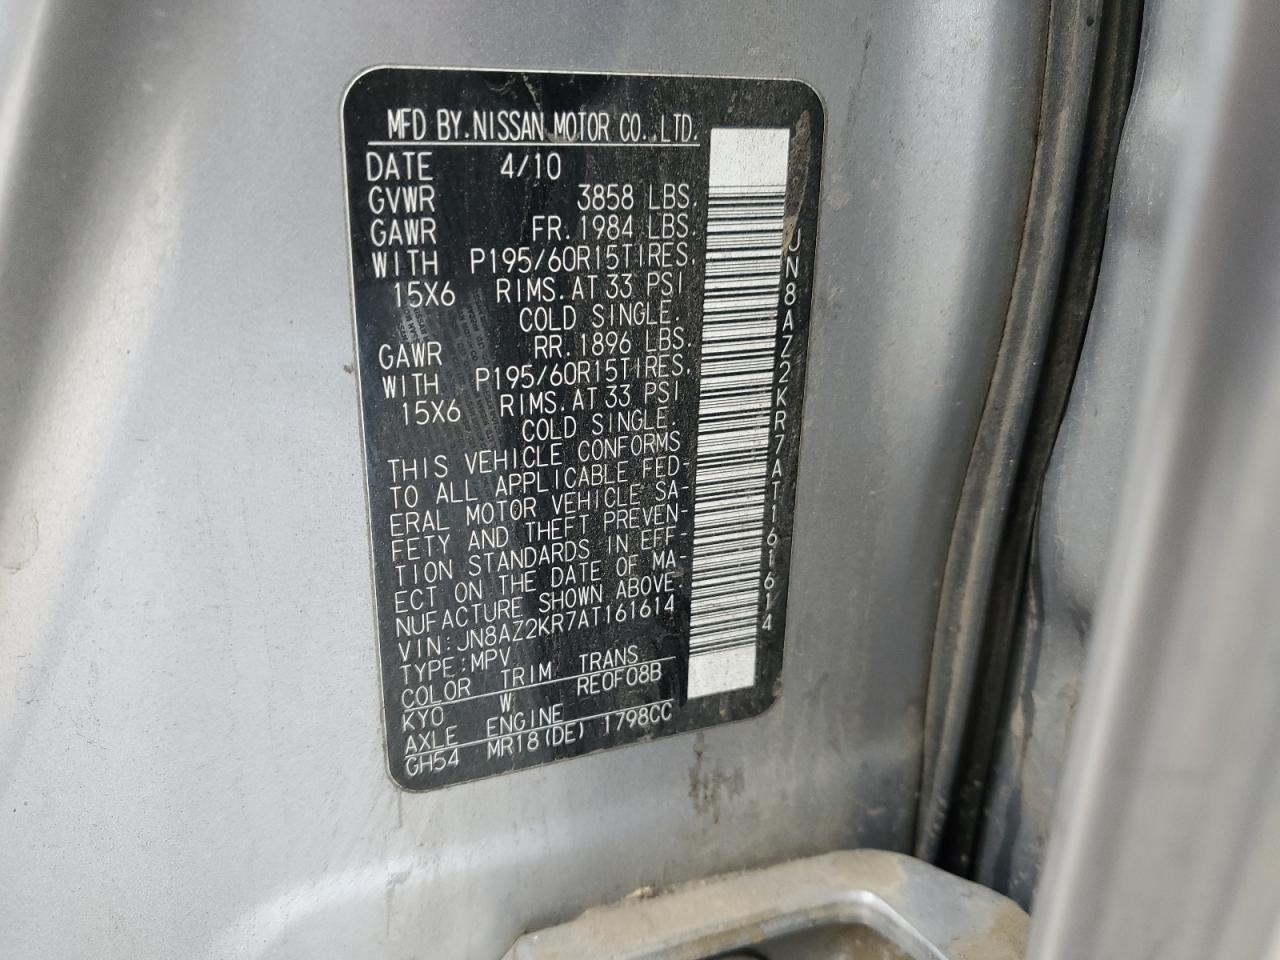 MFD BY.NISSAN MOTOR CO.,LTD.
DATE 4/10
GVWR 3858 LBS.
GAWR FR.1984 LBS.
WITH P195/60R15TIRES.
15X6 RIMS.AT 33 PSI
COLD SINGLE.
GAWR RR.1896 LBS.
WITH P195/60R15TIRES.
15X6 RIMS.AT 33 PSI
COLD SINGLE.
THIS VEHICLE CONFORMS
TO ALL APPLICABLE FED-
ERAL MOTOR VEHICLE SA-
FETY AND THEFT PREVEN-
TION STANDARDS IN EFF-
ECT ON THE DATE OF MA-
NUFACTURE SHOWN ABOVE.
VIN:JN8AZ2KR7AT161614
TYPE:MPV
COLOR TRIM TRANS
KY0 W RE0F08B
AXLE ENGINE
GH54 MR18(DE) 1798CC
JN8AZ2KR7AT161614